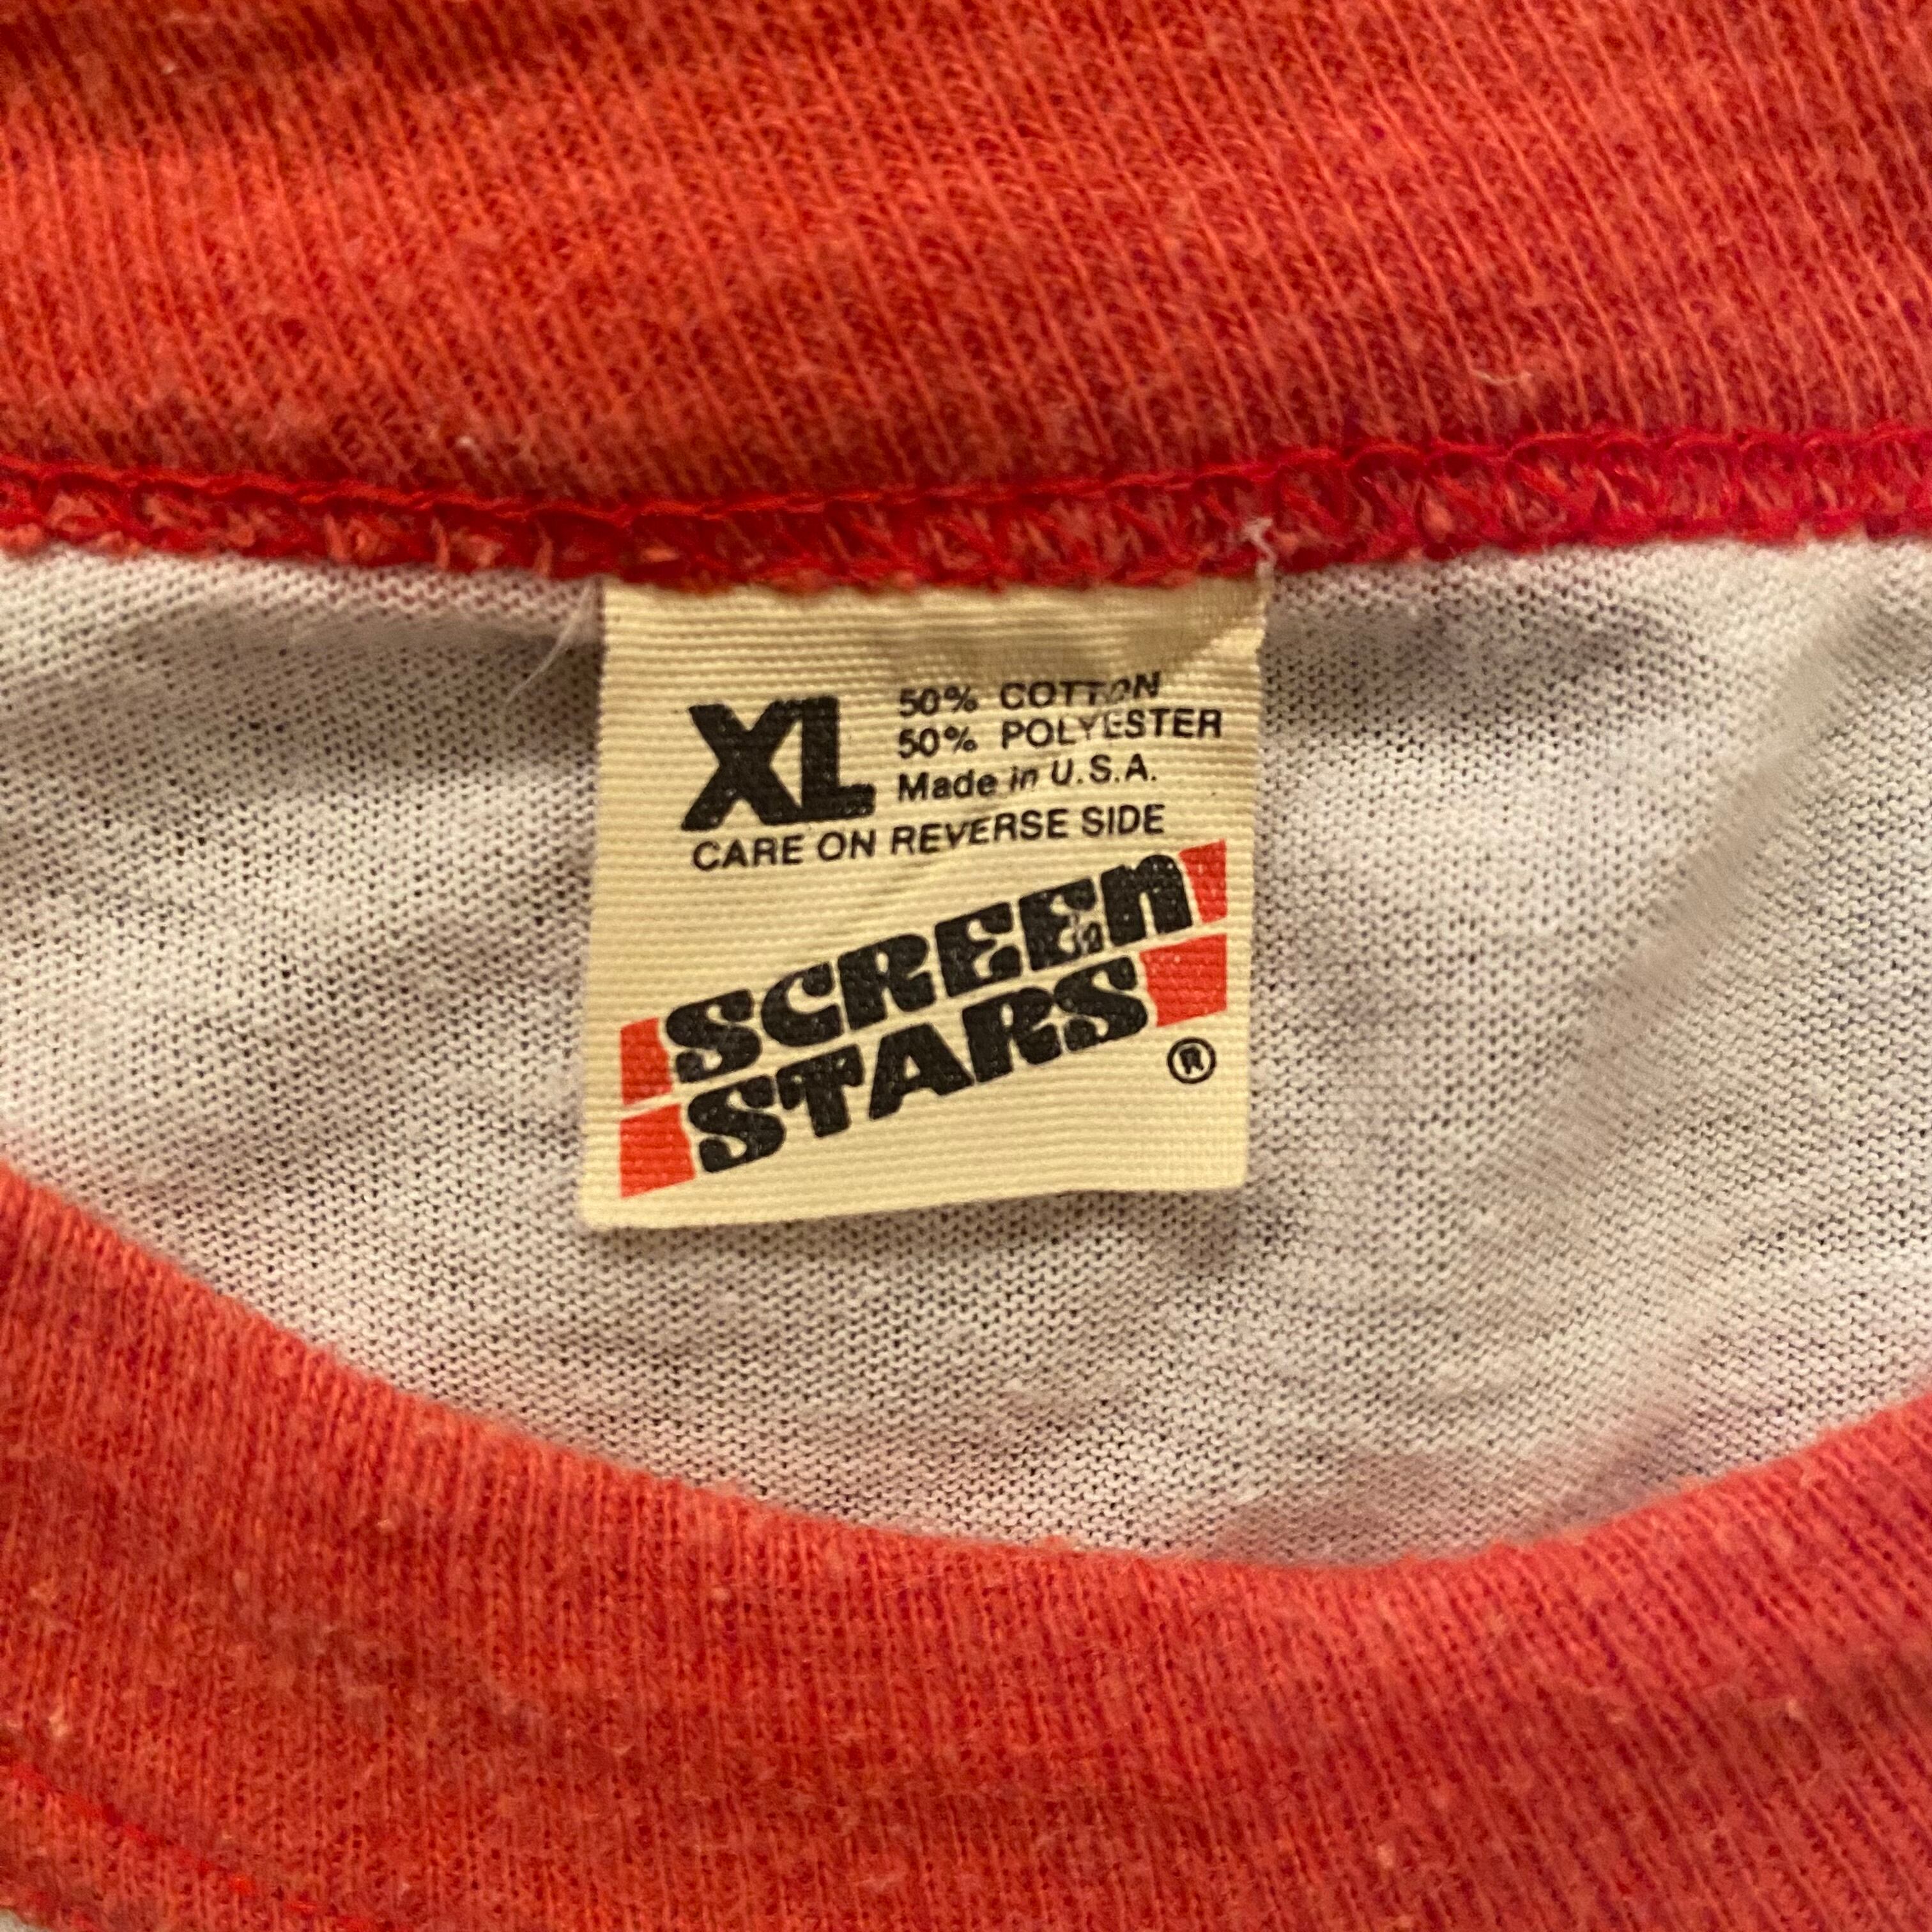 XL
50% COTTON
50% POLYESTER
Made in U.S.A.
CARE ON REVERSE SIDE
SCREEn
STARS
®